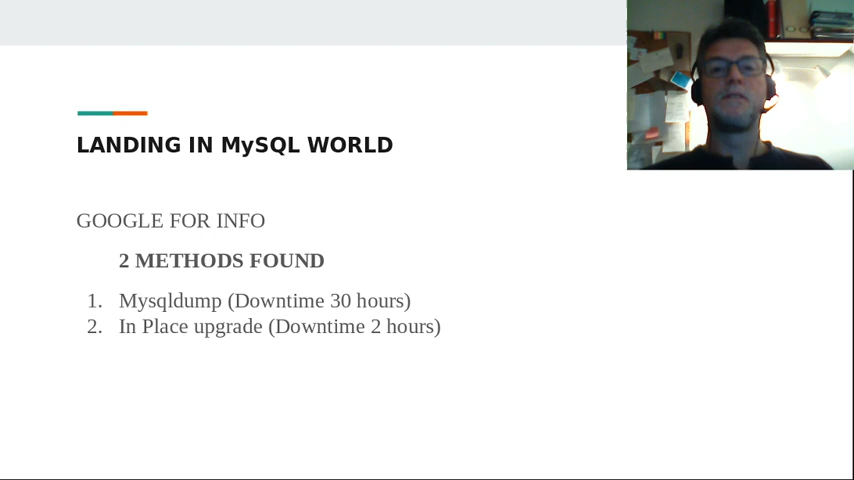 LANDING IN MySQL WORLD
GOOGLE FOR INFO
2 METHODS FOUND
1. Mysqldump (Downtime 30 hours)
2. In Place upgrade (Downtime 2 hours)